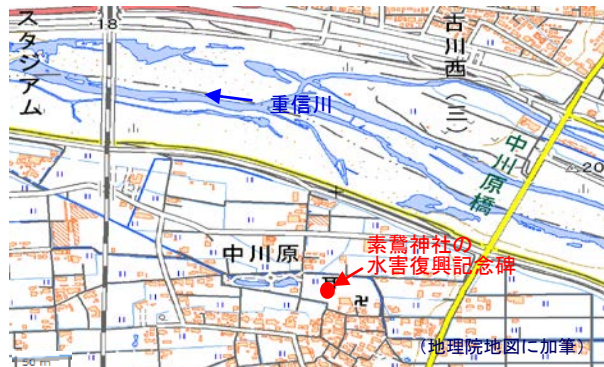 スタジアム
・18
古川西(三)
重信川
中川原橋
20
中川原
素鵞神社の
水害復興記念碑
(地理院地図に加筆)
50 m